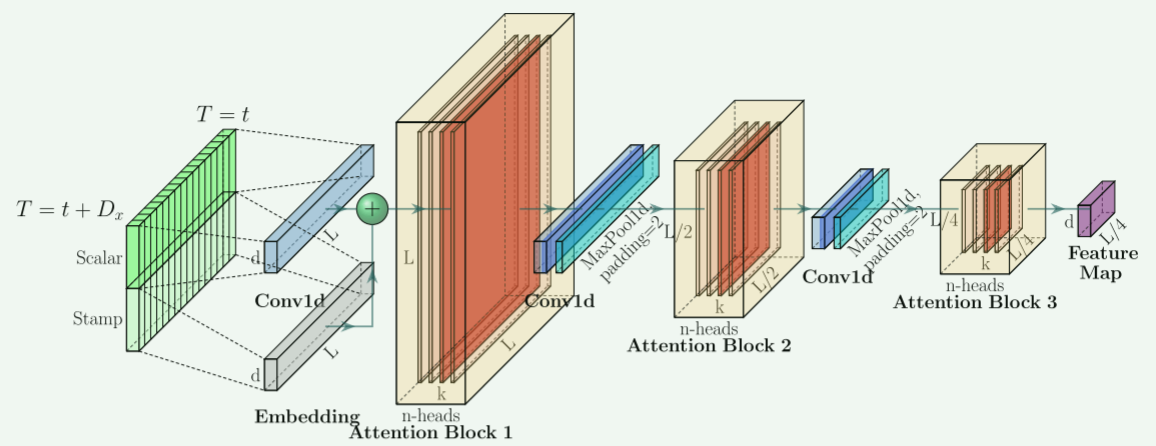 T = t
T = t + D_x
Scalar
Stamp
d
L
Conv1d
d
L
Embedding
L
k
n-heads
L
Attention Block 1
Conv1d
MaxPool1d,
padding=2
L/2
k
n-heads
L/2
Attention Block 2
Conv1d
MaxPool1d,
padding=2
L/4
k
n-heads
L/4
Attention Block 3
d
L/4
Feature
Map